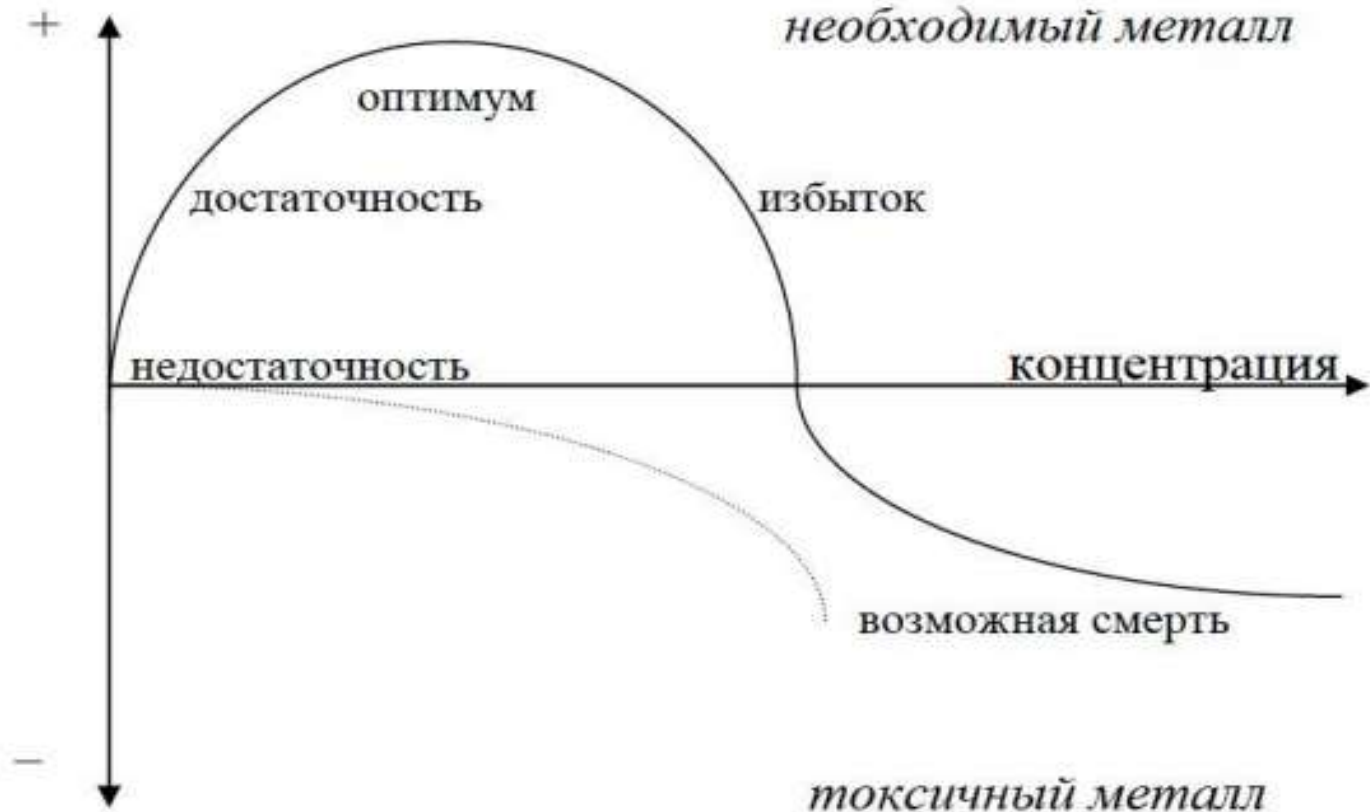 +
необходимый металл
оптимум
достаточность
избыток
недостаточность
концентрация
возможная смерть
–
токсичный металл